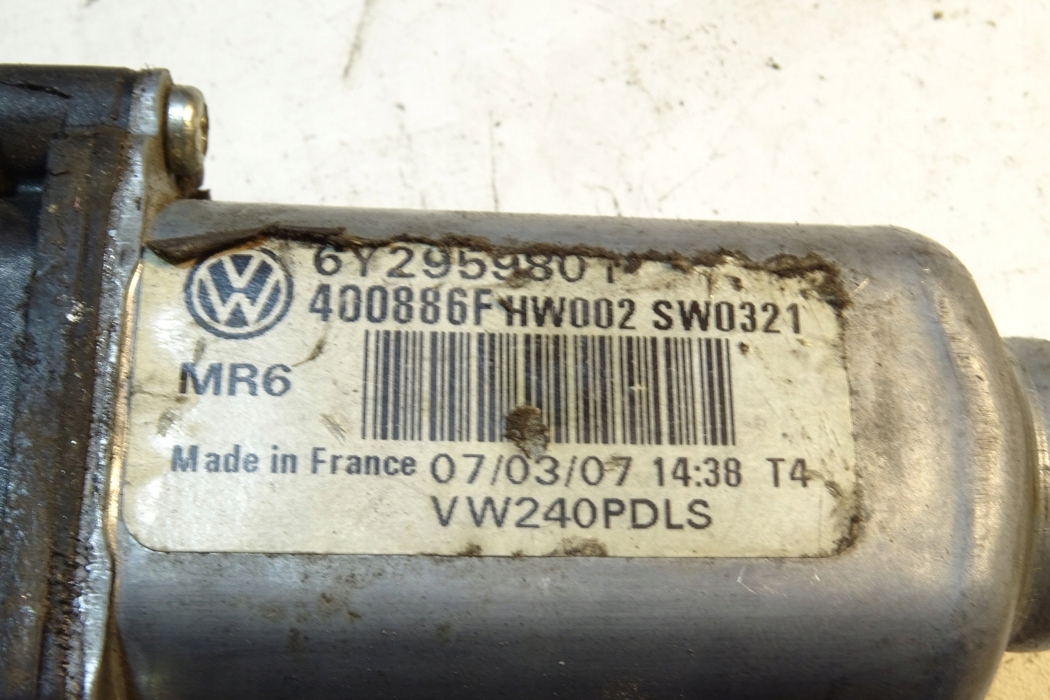 6Y2959801
400886F HW002 SW0321
MR6
Made in France 07/03/07 14:38 T4
VW240PDLS